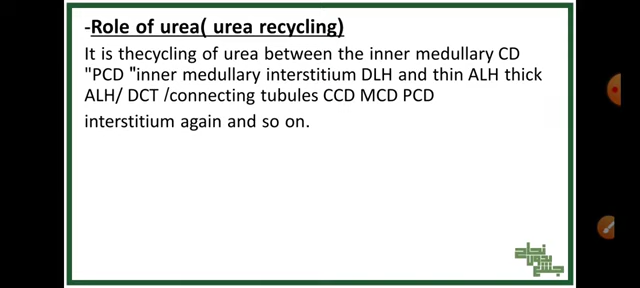 -Role of urea( urea recycling)
It is thecycling of urea between the inner medullary CD
"PCD "inner medullary interstitium DLH and thin ALH thick
ALH/ DCT /connecting tubules CCD MCD PCD
interstitium again and so on.